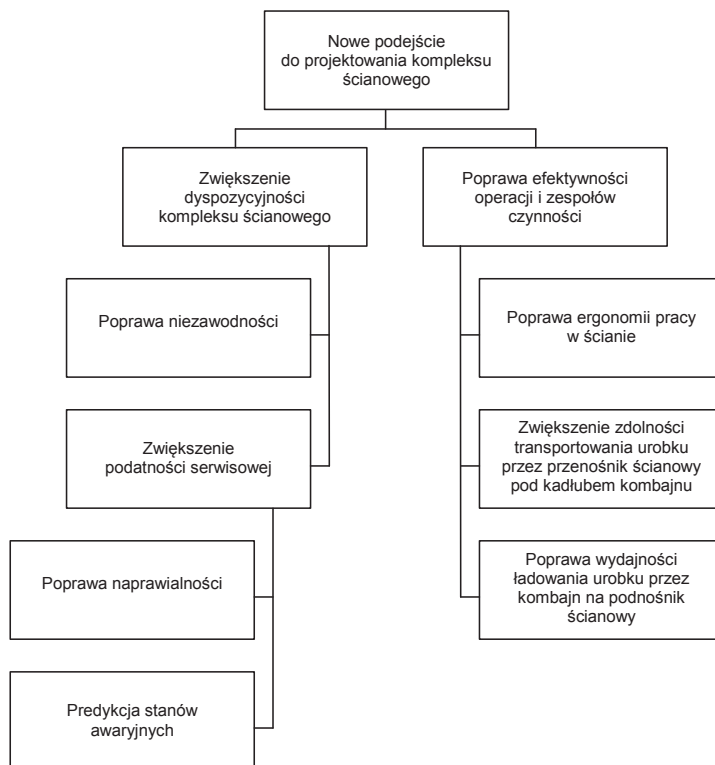 Nowe podejście
do projektowania kompleksu
ścianowego
Zwiększenie
dyspozycyjności
kompleksu ścianowego
Poprawa efektywności
operacji i zespołów
czynności
Poprawa niezawodności
Poprawa ergonomii pracy
w ścianie
Zwiększenie
podatności serwisowej
Zwiększenie zdolności
transportowania urobku
przez przenośnik ścianowy
pod kadłubem kombajnu
Poprawa naprawialności
Poprawa wydajności
ładowania urobku przez
kombajn na podnośnik
ścianowy
Predykcja stanów
awaryjnych